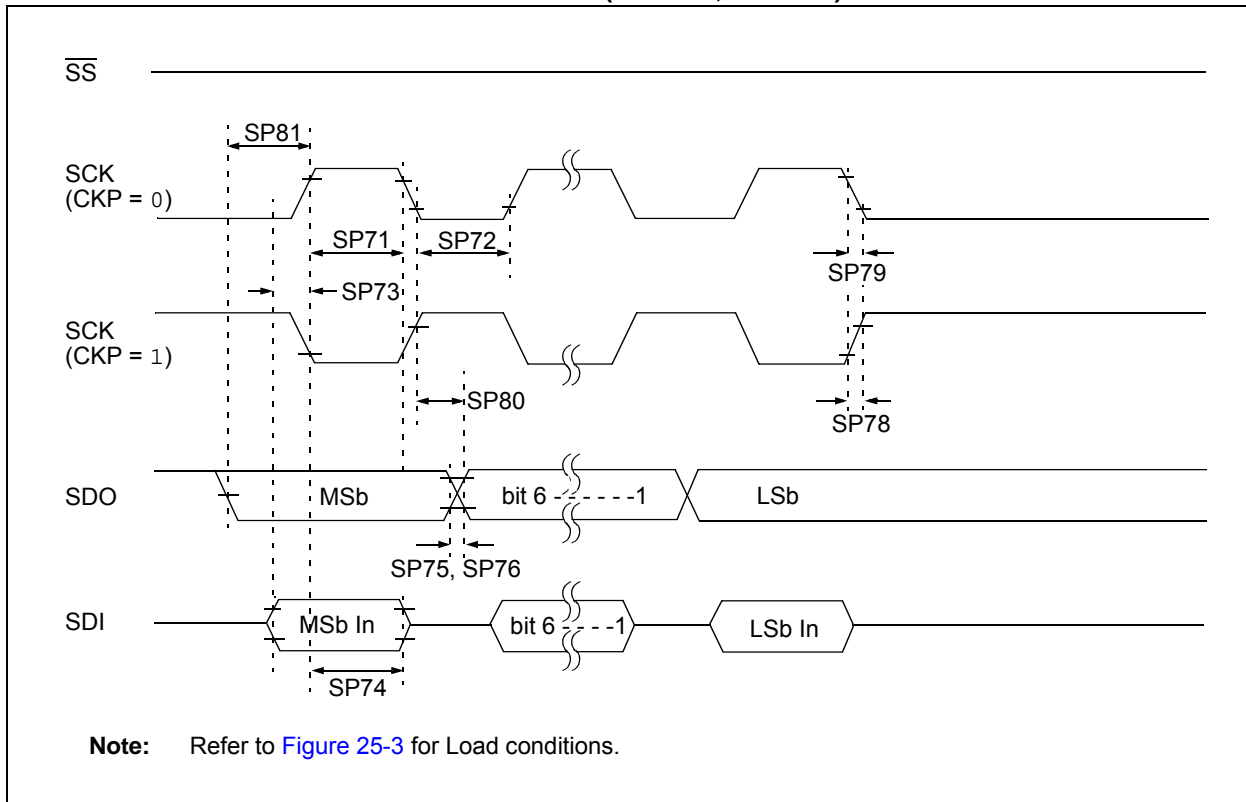 SS
SP81
SCK
(CKP = 0)
SP71
SP72
SP79
SP73
SCK
(CKP = 1)
SP80
SP78
SDO
MSb
bit 6 - - - - - -1
LSb
SP75, SP76
SDI
MSb In
bit 6 - - - -1
LSb In
SP74
Note: Refer to Figure 25-3 for Load conditions.